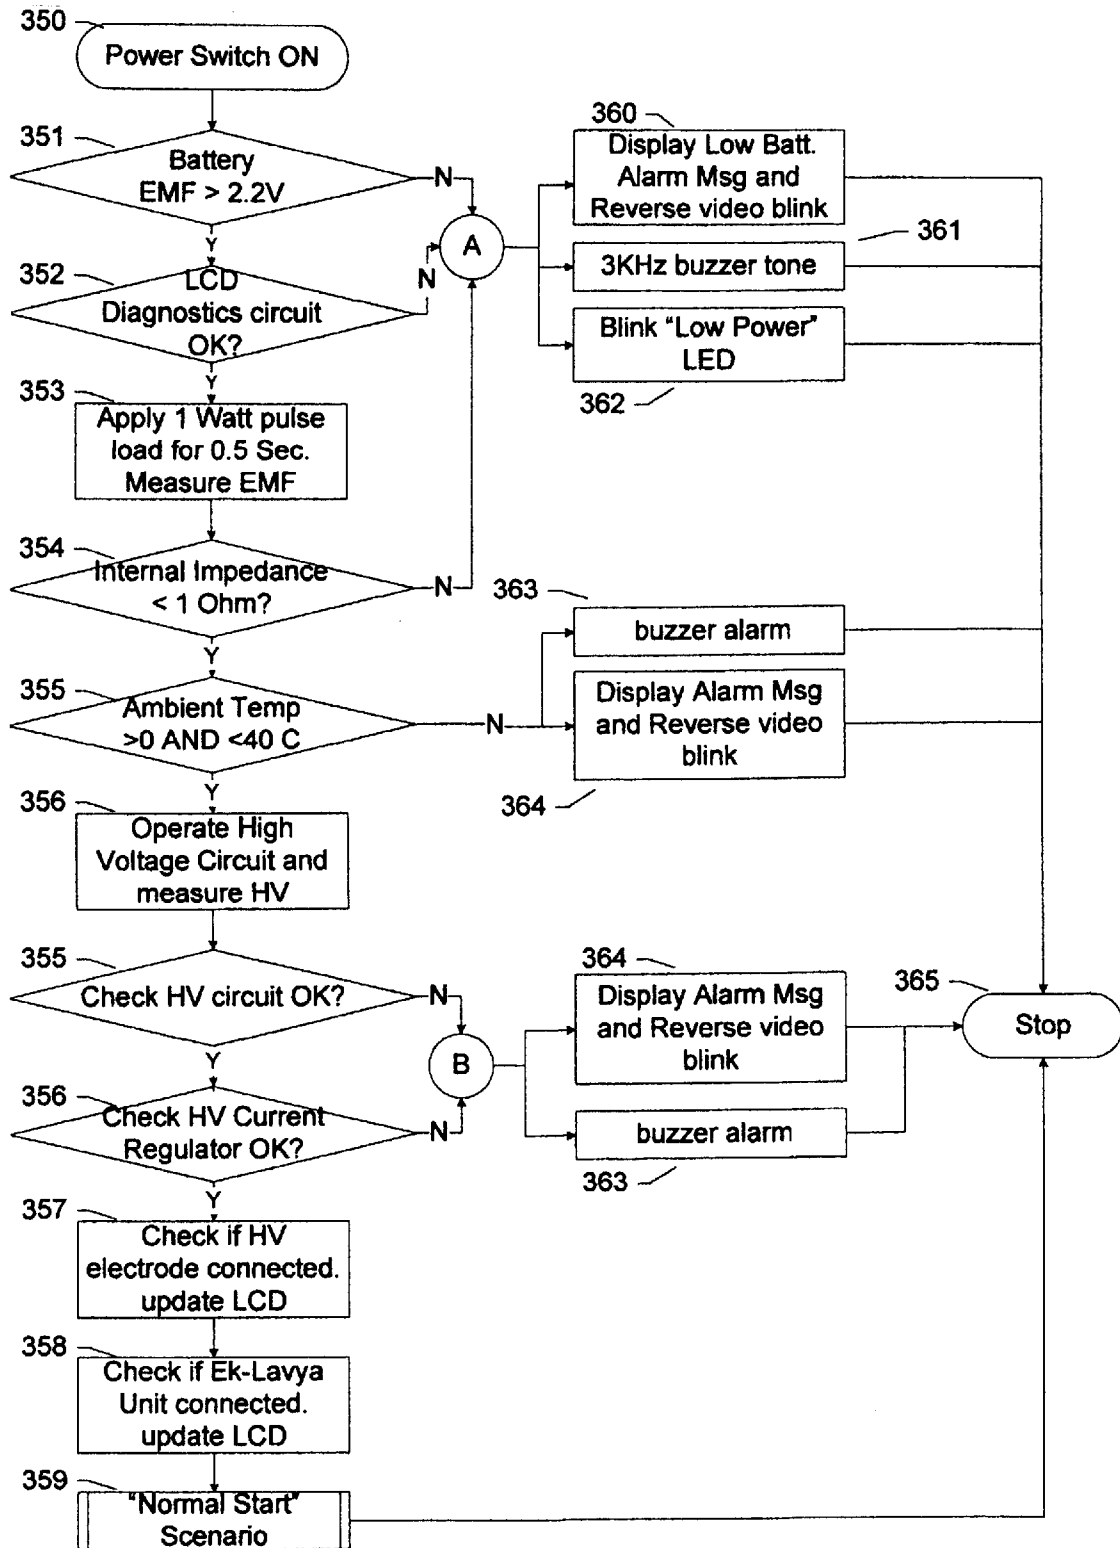 350
Power Switch ON
351
Battery
EMF > 2.2V
N
Y
A
352
LCD
Diagnostics circuit
OK?
N
Y
353
Apply 1 Watt pulse
load for 0.5 Sec.
Measure EMF
354
Internal Impedance
< 1 Ohm?
N
Y
355
Ambient Temp
>0 AND <40 C
N
Y
356
Operate High
Voltage Circuit and
measure HV
355
Check HV circuit OK?
N
Y
B
356
Check HV Current
Regulator OK?
N
Y
357
Check if HV
electrode connected.
update LCD
358
Check if Ek-Lavya
Unit connected.
update LCD
359
"Normal Start"
Scenario
360
Display Low Batt.
Alarm Msg and
Reverse video blink
361
3KHz buzzer tone
Blink "Low Power"
LED
362
363
buzzer alarm
Display Alarm Msg
and Reverse video
blink
364
364
Display Alarm Msg
and Reverse video
blink
buzzer alarm
363
365
Stop